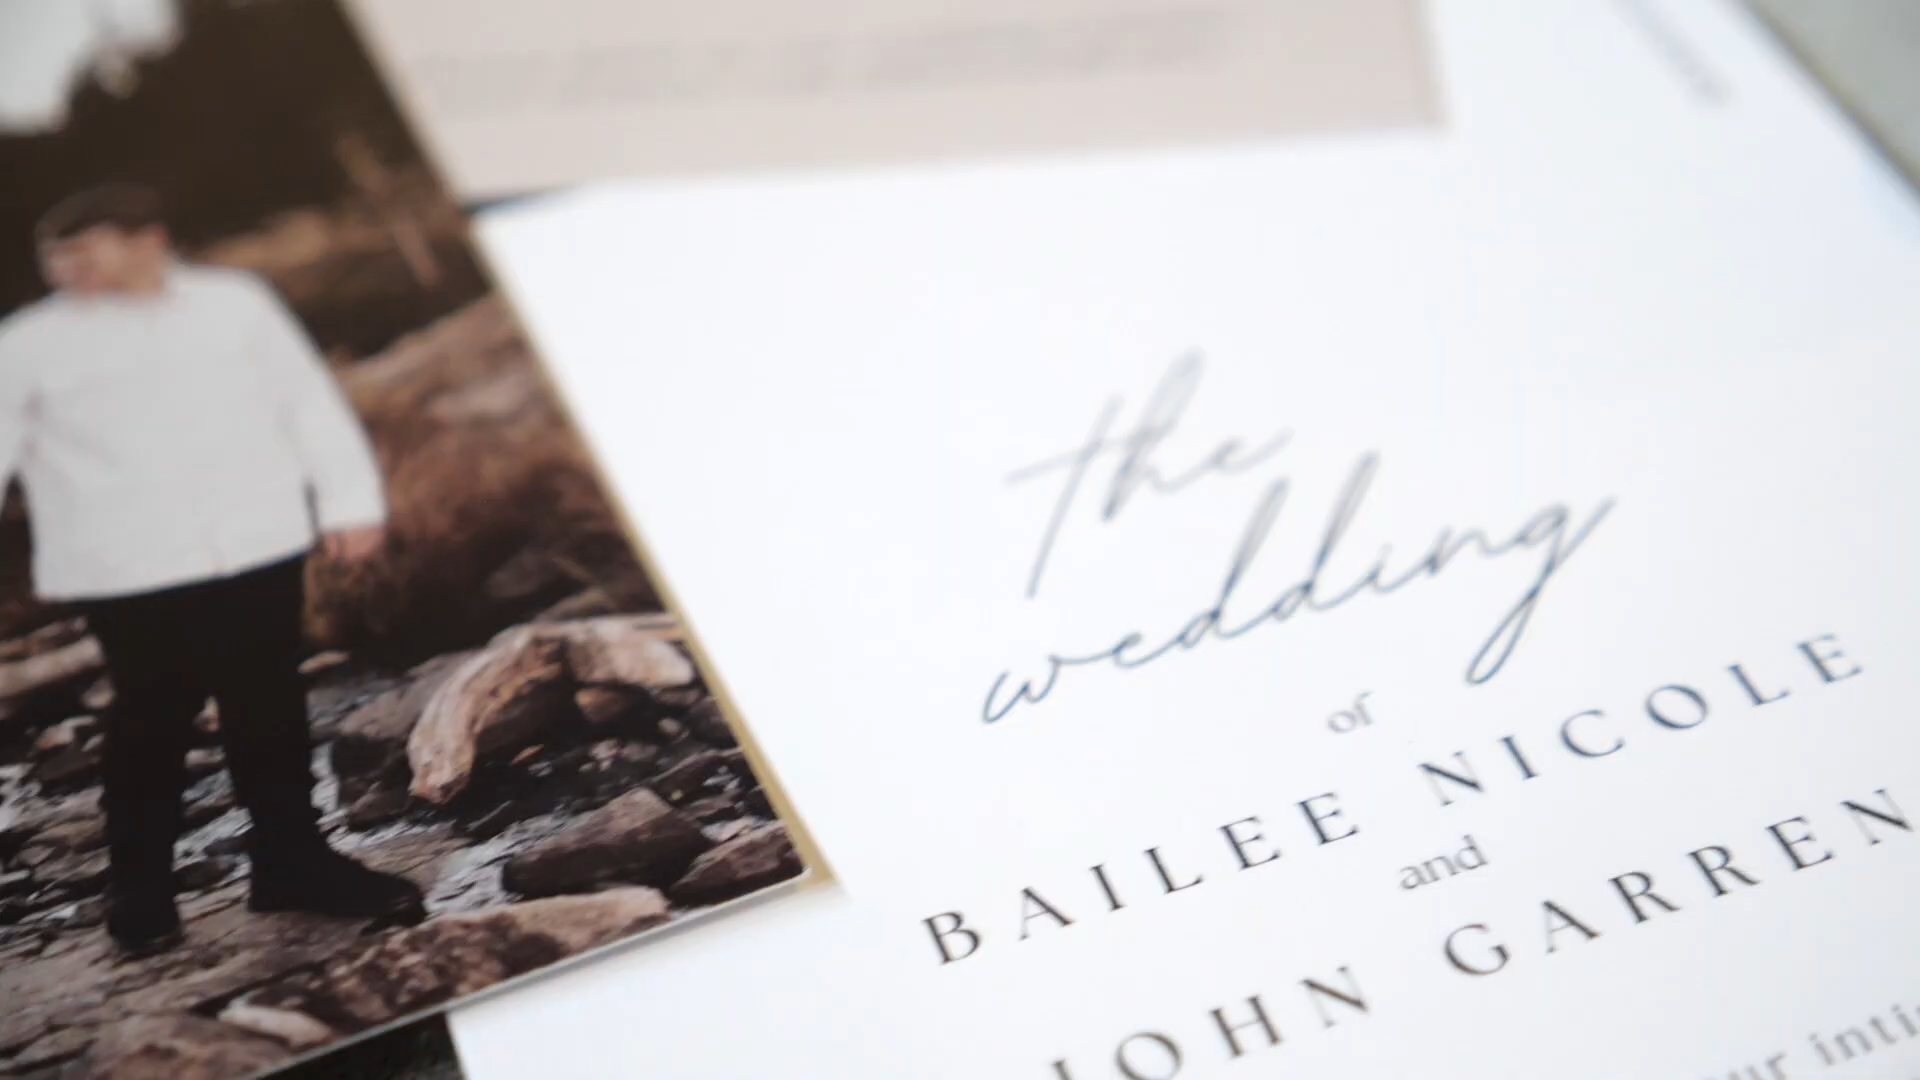 the
wedding
of
BAILEE NICOLE
and
JOHN GARREN